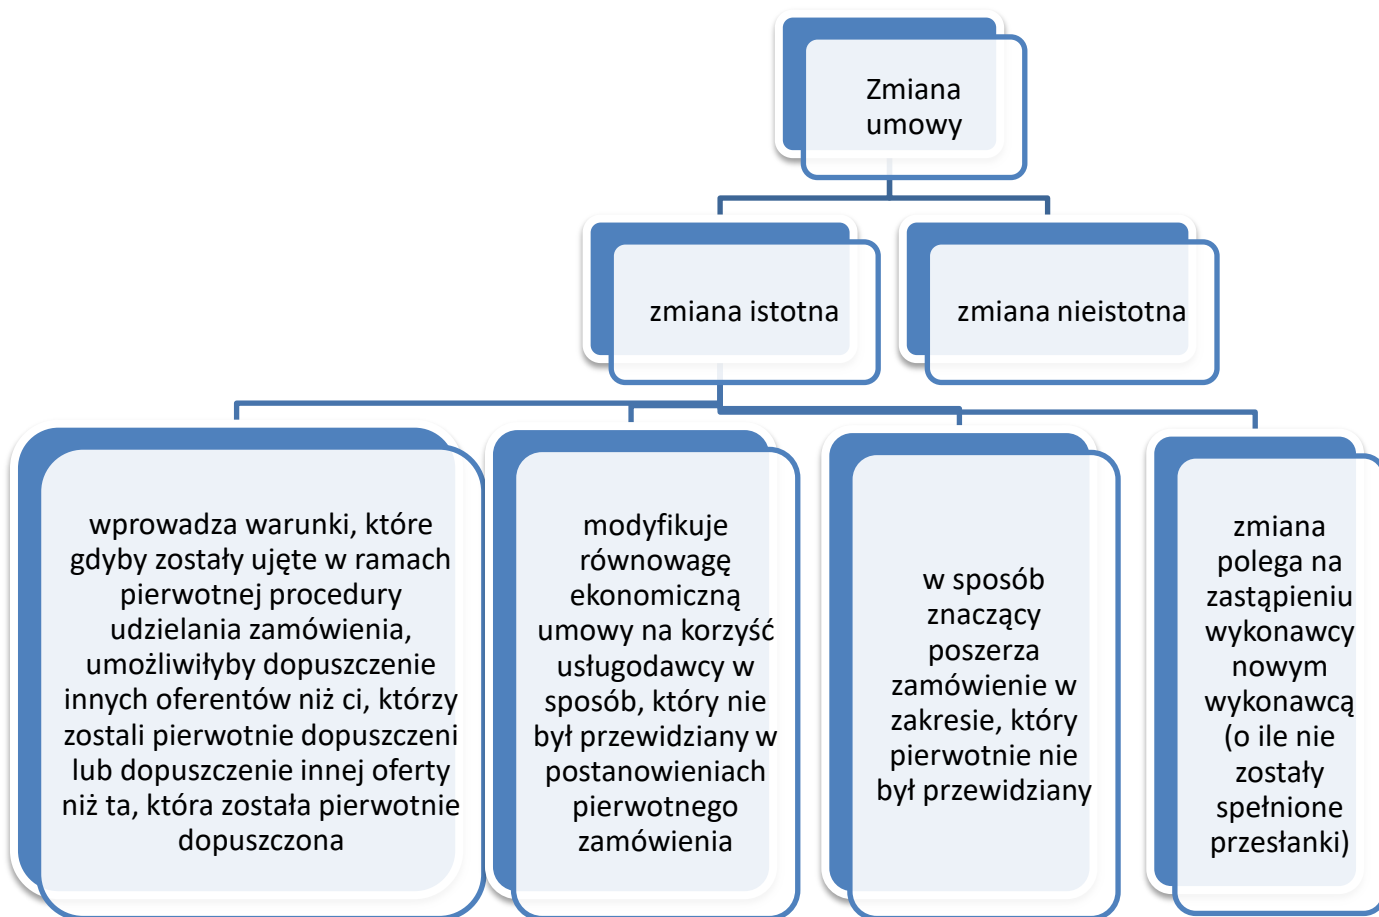 Zmiana
umowy
zmiana istotna
zmiana nieistotna
wprowadza warunki, które
gdyby zostały ujęte w ramach
pierwotnej procedury
udzielania zamówienia,
umożliwiłyby dopuszczenie
innych oferentów niż ci, którzy
zostali pierwotnie dopuszczeni
lub dopuszczenie innej oferty
niż ta, która została pierwotnie
dopuszczona
modyfikuje
równowagę
ekonomiczną
umowy na korzyść
usługodawcy w
sposób, który nie
był przewidziany w
postanowieniach
pierwotnego
zamówienia
w sposób
znaczący
poszerza
zamówienie w
zakresie, który
pierwotnie nie
był przewidziany
zmiana
polega na
zastąpieniu
wykonawcy
nowym
wykonawcą
(o ile nie
zostały
spełnione
przesłanki)